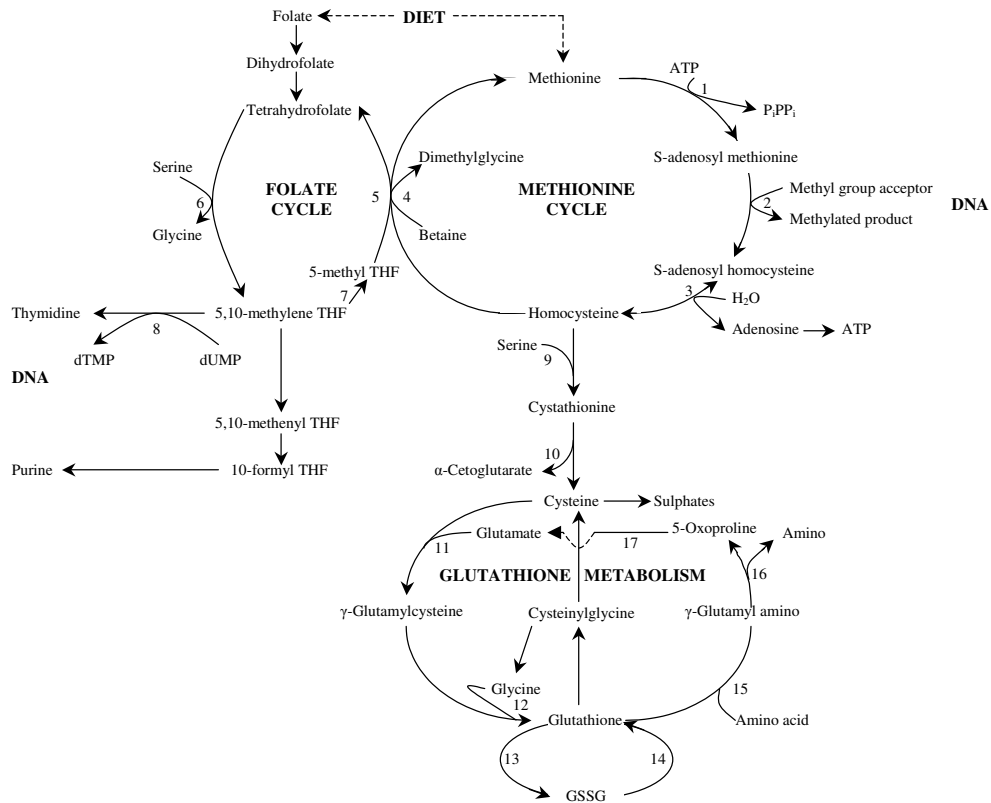 Folate
DIET
Dihydrofolate
Methionine
ATP
1
PiPPi
Tetrahydrofolate
Serine
6
Glycine
FOLATE
CYCLE
5
4
Dimethylglycine
Betaine
METHIONINE
CYCLE
S-adenosyl methionine
Methyl group acceptor
2
Methylated product
DNA
5-methyl THF
7
S-adenosyl homocysteine
3
H2O
Adenosine
ATP
Thymidine
8
5,10-methylene THF
Homocysteine
dTMP
dUMP
DNA
Serine
9
Cystathionine
5,10-methenyl THF
10
Purine
10-formyl THF
α-Cetoglutarate
Cysteine
Sulphates
11
Glutamate
17
5-Oxoproline
Amino
16
GLUTATHIONE METABOLISM
γ-Glutamylcysteine
Cysteinylglycine
γ-Glutamyl amino
Glycine
12
15
Glutathione
Amino acid
13
14
GSSG